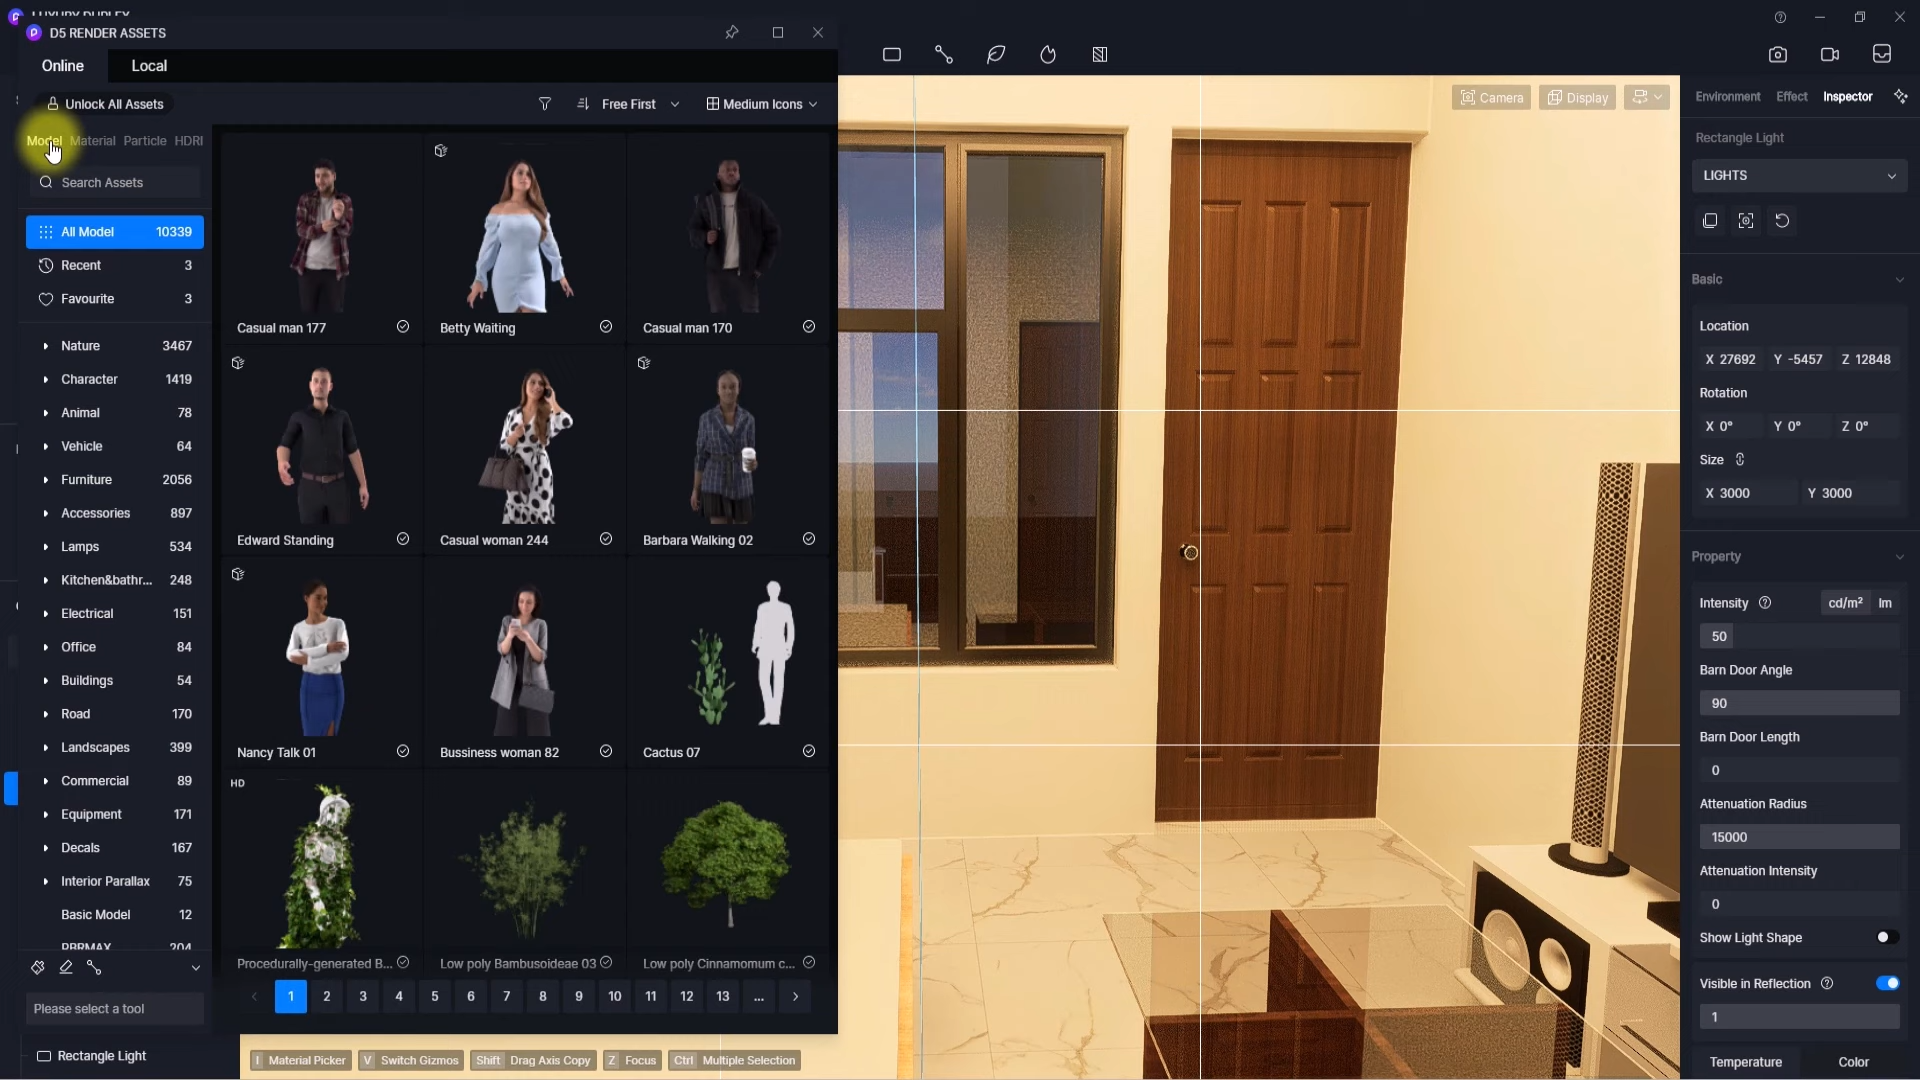 D5 RENDER ASSETS
Online
Local
Unlock All Assets
Free First
Medium Icons
Model
Material
Particle
HDRI
Search Assets
All Model 10339
Recent 3
Favourite 3
Nature 3467
Character 1419
Animal 78
Vehicle 64
Furniture 2056
Accessories 897
Lamps 534
Kitchen&bathr... 248
Electrical 151
Office 84
Buildings 54
Road 170
Landscapes 399
Commercial 89
Equipment 171
Decals 167
Interior Parallax 75
Basic Model 12
PBRMAX 204
Please select a tool
Rectangle Light
Casual man 177
Betty Waiting
Casual man 170
Edward Standing
Casual woman 244
Barbara Walking 02
Nancy Talk 01
Bussiness woman 82
Cactus 07
HD
Procedurally-generated B...
Low poly Bambusoideae 03
Low poly Cinnamomum c...
1 2 3 4 5 6 7 8 9 10 11 12 13 ...
I Material Picker
V Switch Gizmos
Shift Drag Axis Copy
Z Focus
Ctrl Multiple Selection
Camera
Display
Environment
Effect
Inspector
Rectangle Light
LIGHTS
Basic
Location
X 27692 Y -5457 Z 12848
Rotation
X 0° Y 0° Z 0°
Size
X 3000 Y 3000
Property
Intensity cd/m² lm
50
Barn Door Angle
90
Barn Door Length
0
Attenuation Radius
15000
Attenuation Intensity
0
Show Light Shape
Visible in Reflection
1
Temperature
Color